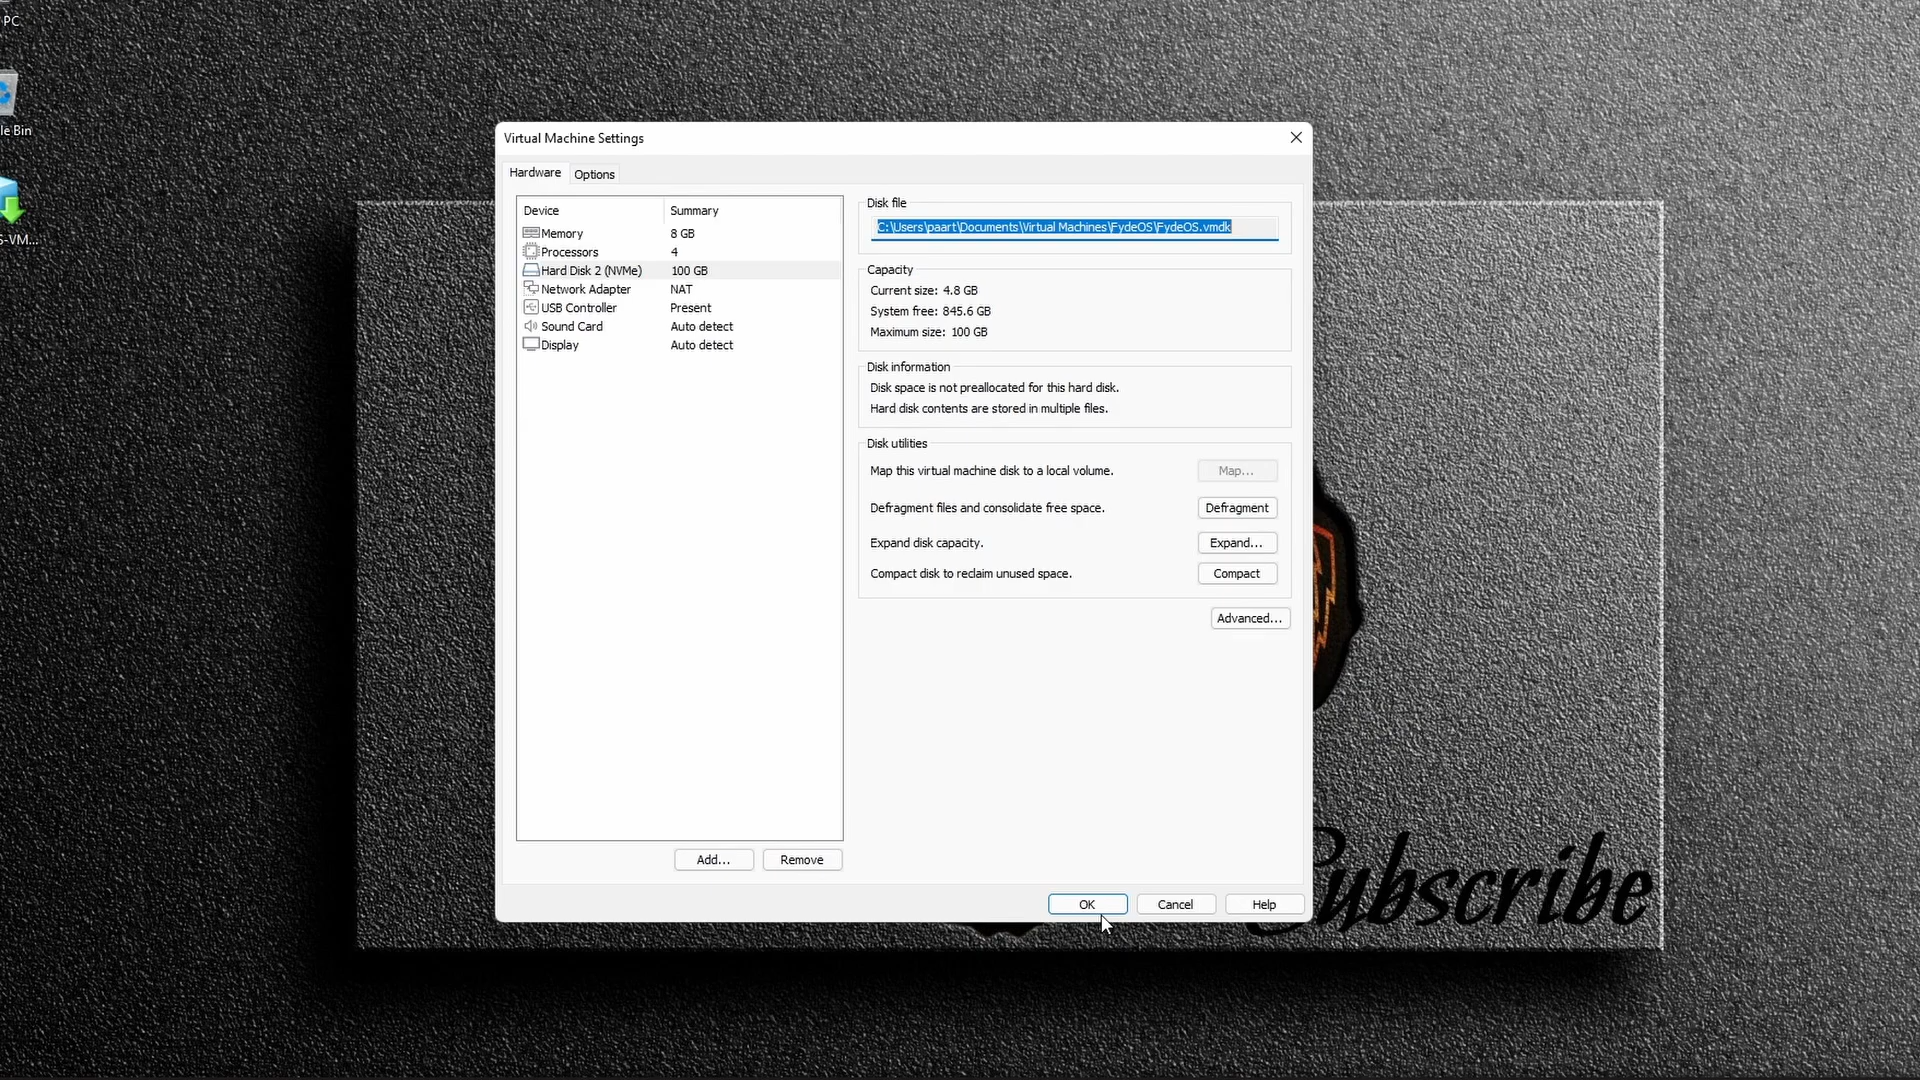 PC
le Bin
S-VM...
Virtual Machine Settings
Hardware
Options
Device
Summary
Memory
8 GB
Processors
4
Hard Disk 2 (NVMe)
100 GB
Network Adapter
NAT
USB Controller
Present
Sound Card
Auto detect
Display
Auto detect
Add...
Remove
Disk file
C:\Users\paart\Documents\Virtual Machines\FydeOS\FydeOS.vmdk
Capacity
Current size: 4.8 GB
System free: 845.6 GB
Maximum size: 100 GB
Disk information
Disk space is not preallocated for this hard disk.
Hard disk contents are stored in multiple files.
Disk utilities
Map this virtual machine disk to a local volume.
Map...
Defragment files and consolidate free space.
Defragment
Expand disk capacity.
Expand...
Compact disk to reclaim unused space.
Compact
Advanced...
OK
Cancel
Help
Subscribe